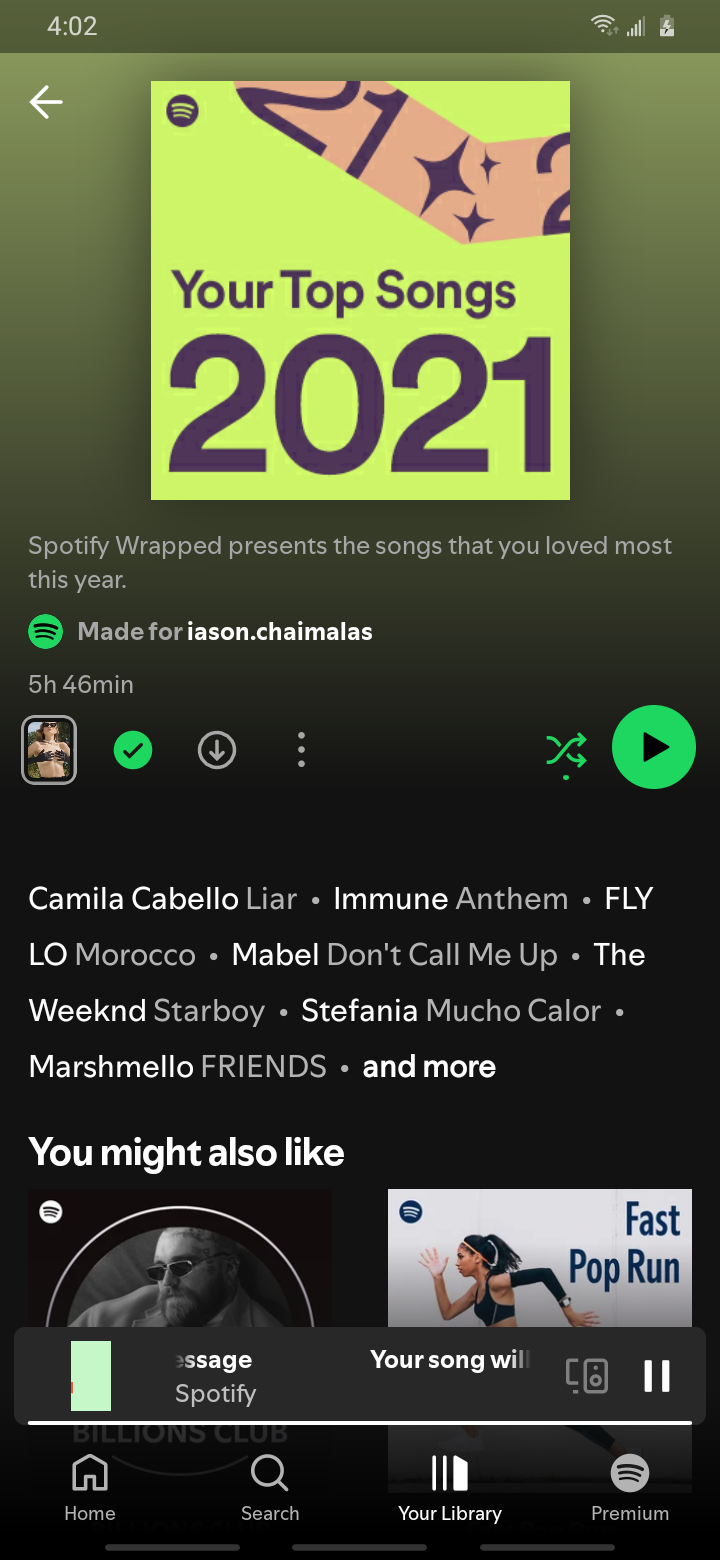 4:02
21
2
Your Top Songs
2021
Spotify Wrapped presents the songs that you loved most
this year.
Made for iason.chaimalas
5h 46min
Camila Cabello Liar • Immune Anthem • FLY
LO Morocco • Mabel Don't Call Me Up • The
Weeknd Starboy • Stefania Mucho Calor •
Marshmello FRIENDS • and more
You might also like
Fast
Pop Run
essage Your song will
Spotify
BILLIONS CLUB
Home Search Your Library Premium